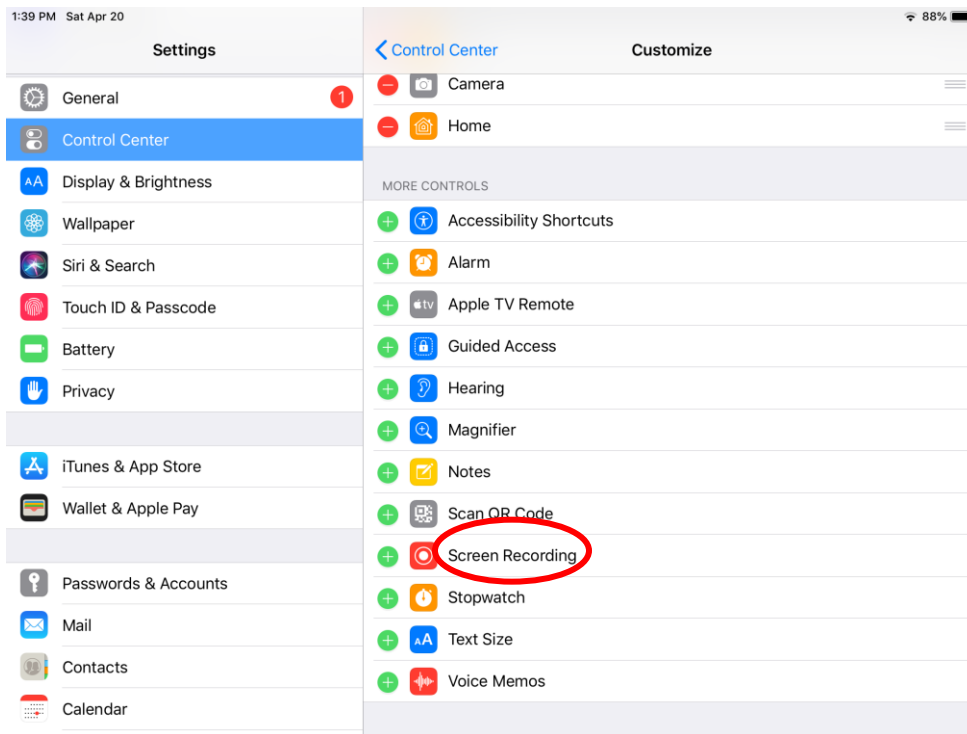 1:39 PM Sat Apr 20
88%
Settings
General
1
Control Center
AA Display & Brightness
Wallpaper
Siri & Search
Touch ID & Passcode
Battery
Privacy
iTunes & App Store
Wallet & Apple Pay
Passwords & Accounts
Mail
Contacts
Calendar
Control Center
Customize
Camera
Home
MORE CONTROLS
Accessibility Shortcuts
Alarm
tv Apple TV Remote
Guided Access
Hearing
Magnifier
Notes
Scan QR Code
Screen Recording
Stopwatch
AA Text Size
Voice Memos